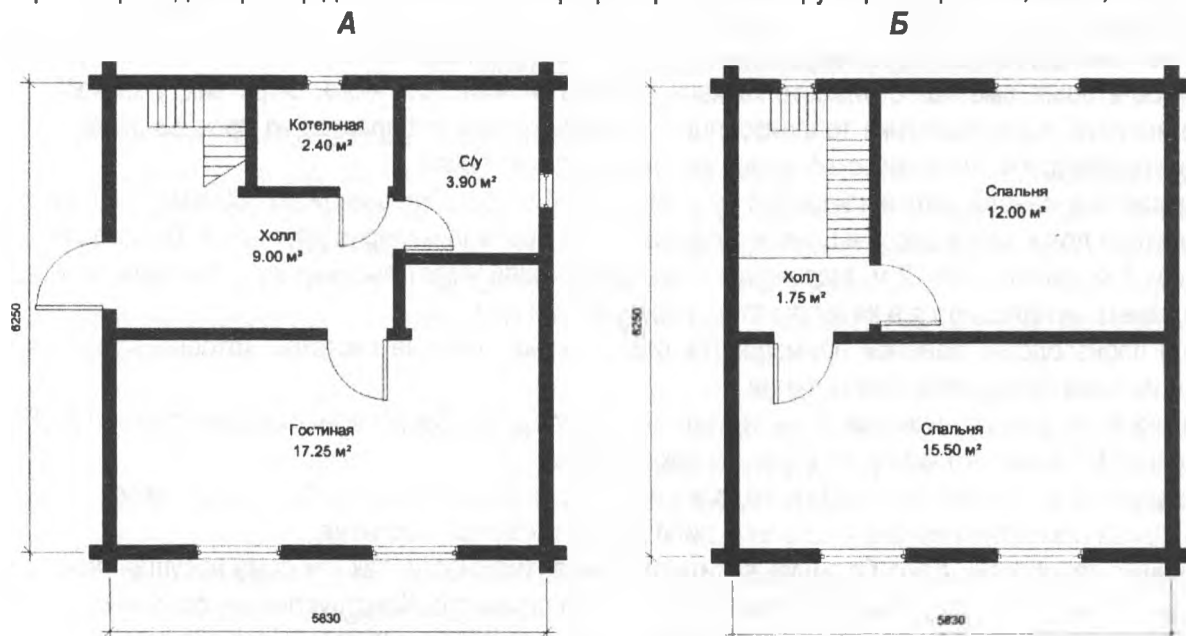 А
Б
Котельная
2.40 м²
С/у
3.90 м²
Холл
9.00 м²
Гостиная
17.25 м²
6250
5830
Спальня
12.00 м²
Холл
1.75 м²
Спальня
15.50 м²
6250
5830